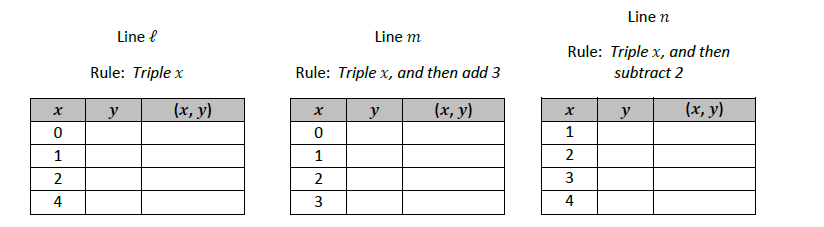 Line ℓ
Rule: Triple x
x y (x, y)
0
1
2
4
Line m
Rule: Triple x, and then add 3
x y (x, y)
0
1
2
3
Line n
Rule: Triple x, and then
subtract 2
x y (x, y)
1
2
3
4